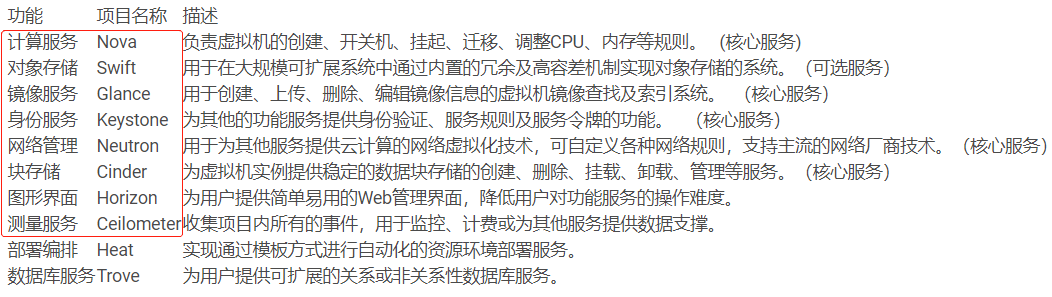 功能 项目名称 描述
计算服务 Nova 负责虚拟机的创建、开关机、挂起、迁移、调整CPU、内存等规则。（核心服务)
对象存储 Swift 用于在大规模可扩展系统中通过内置的冗余及高容差机制实现对象存储的系统。（可选服务）
镜像服务 Glance 用于创建、上传、删除、编辑镜像信息的虚拟机镜像查找及索引系统。 （核心服务）
身份服务 Keystone 为其他的功能服务提供身份验证、服务规则及服务令牌的功能。 （核心服务）
网络管理 Neutron 用于为其他服务提供云计算的网络虚拟化技术，可自定义各种网络规则，支持主流的网络厂商技术。（核心服务）
块存储 Cinder 为虚拟机实例提供稳定的数据块存储的创建、删除、挂载、卸载、管理等服务。（核心服务）
图形界面 Horizon 为用户提供简单易用的Web管理界面，降低用户对功能服务的操作难度。
测量服务 Ceilometer 收集项目内所有的事件，用于监控、计费或为其他服务提供数据支撑。
部署编排 Heat 实现通过模板方式进行自动化的资源环境部署服务。
数据库服务 Trove 为用户提供可扩展的关系或非关系性数据库服务。